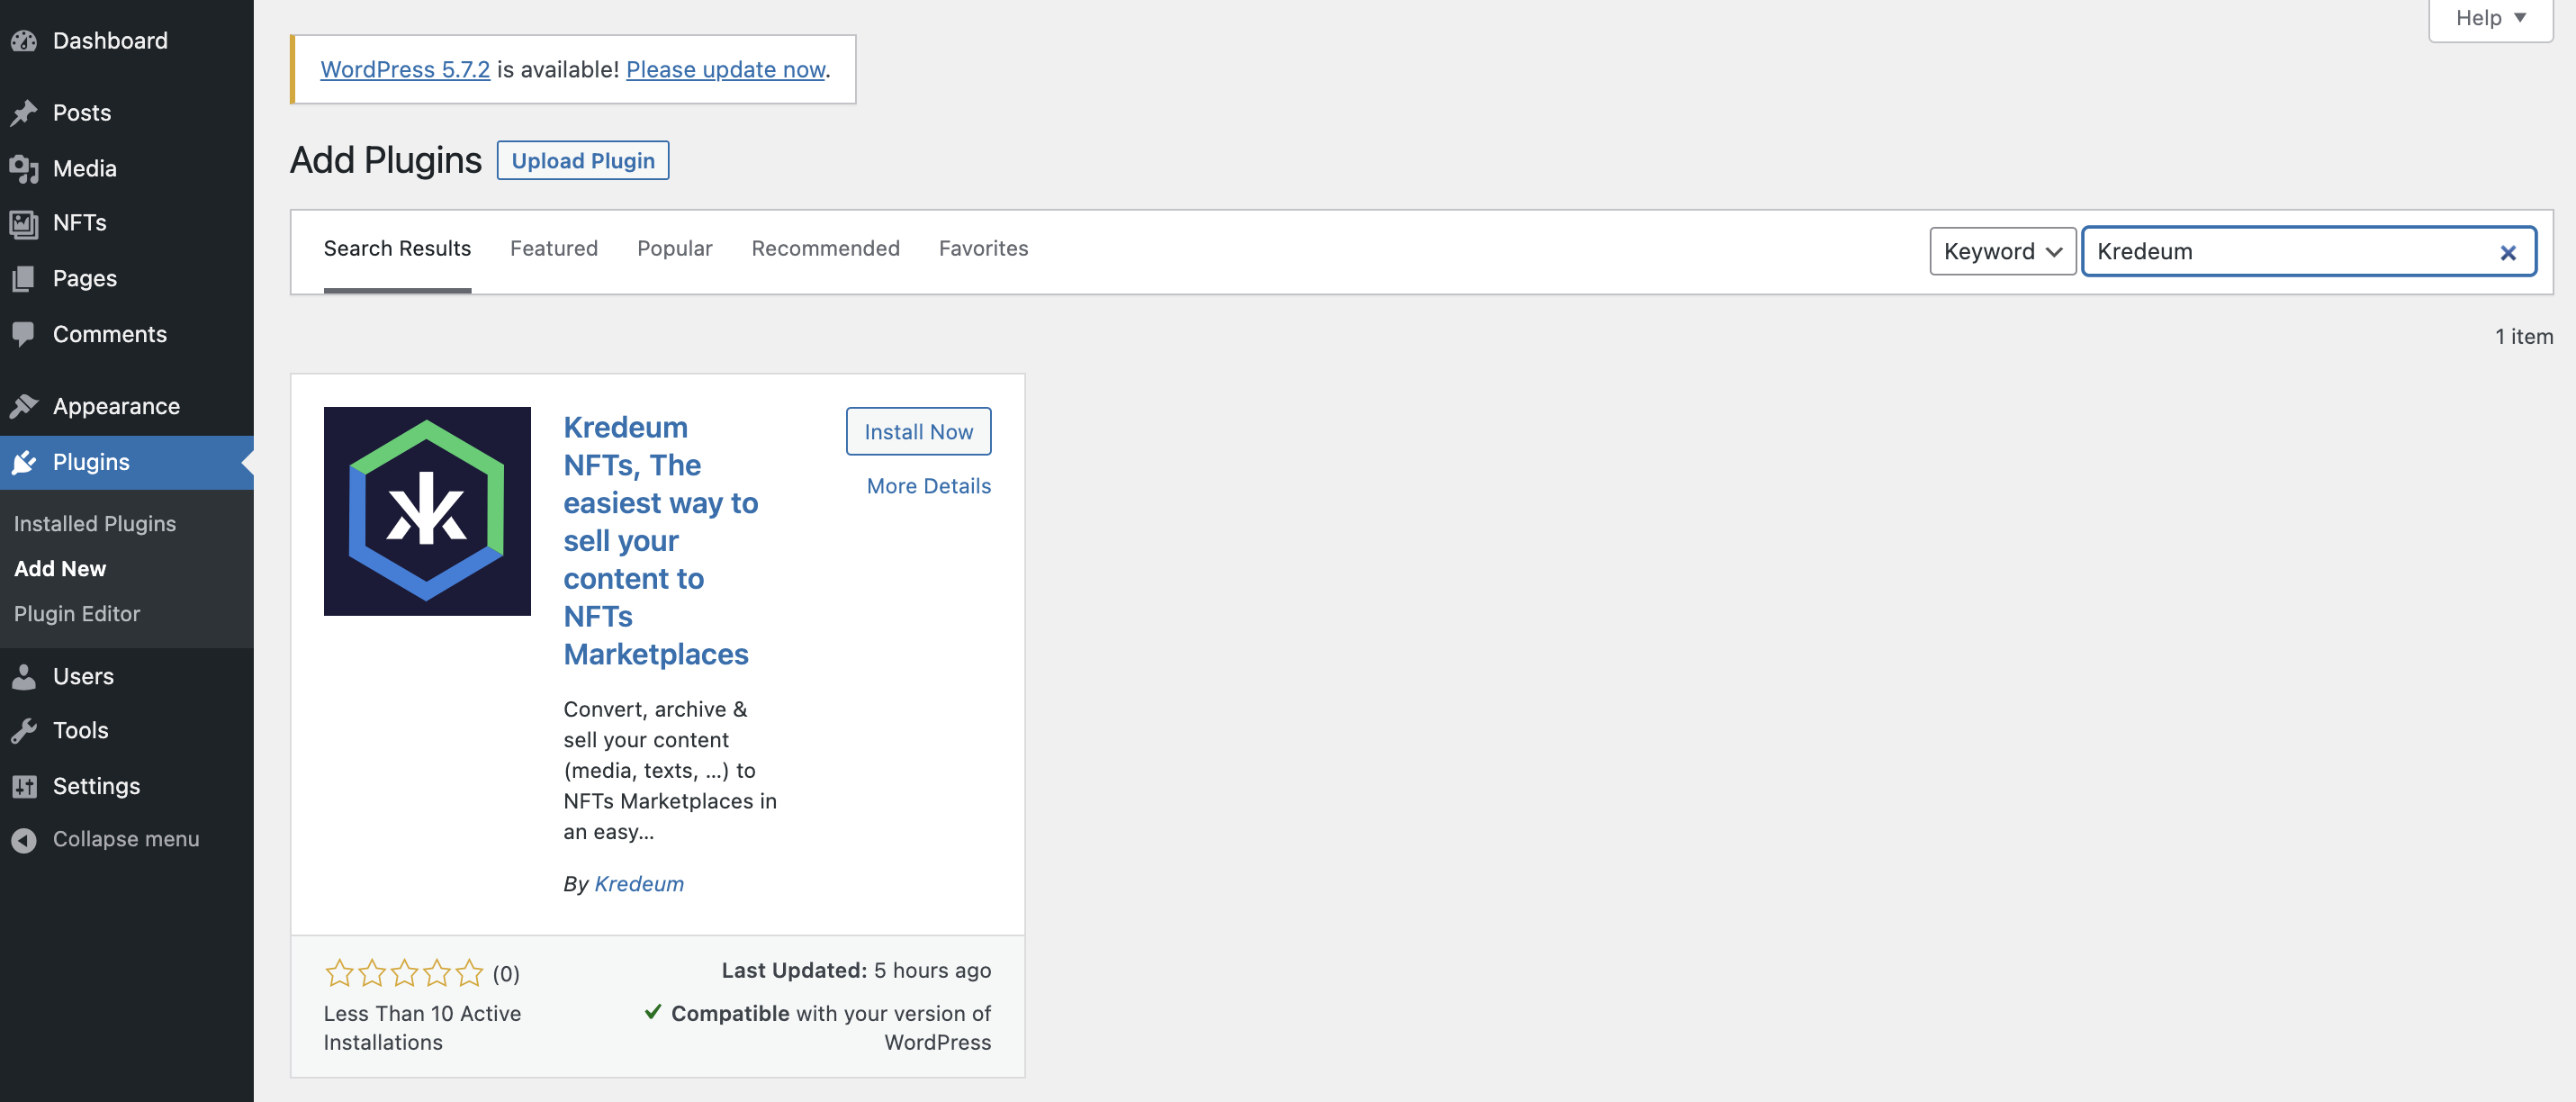 Dashboard
Posts
Media
NFTs
Pages
Comments
Appearance
Plugins
Installed Plugins
Add New
Plugin Editor
Users
Tools
Settings
Collapse menu
Help
WordPress 5.7.2 is available! Please update now.
Add Plugins Upload Plugin
Search Results Featured Popular Recommended Favorites Keyword Kredeum
1 item
Kredeum
NFTs, The
easiest way to
sell your
content to
NFTs
Marketplaces
Install Now
More Details
Convert, archive &
sell your content
(media, texts, ...) to
NFTs Marketplaces in
an easy...
By Kredeum
(0)
Less Than 10 Active
Installations
Last Updated: 5 hours ago
Compatible with your version of
WordPress